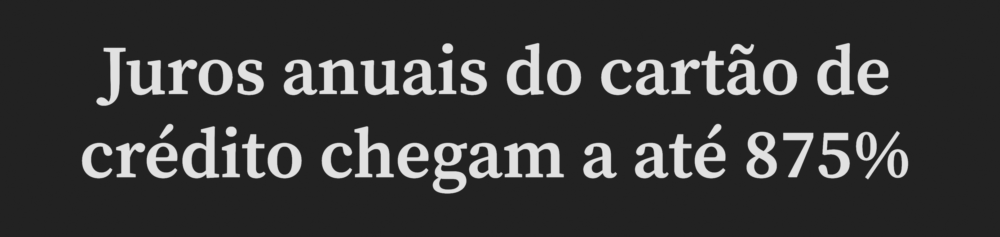 Juros anuais do cartão de
crédito chegam a até 875%